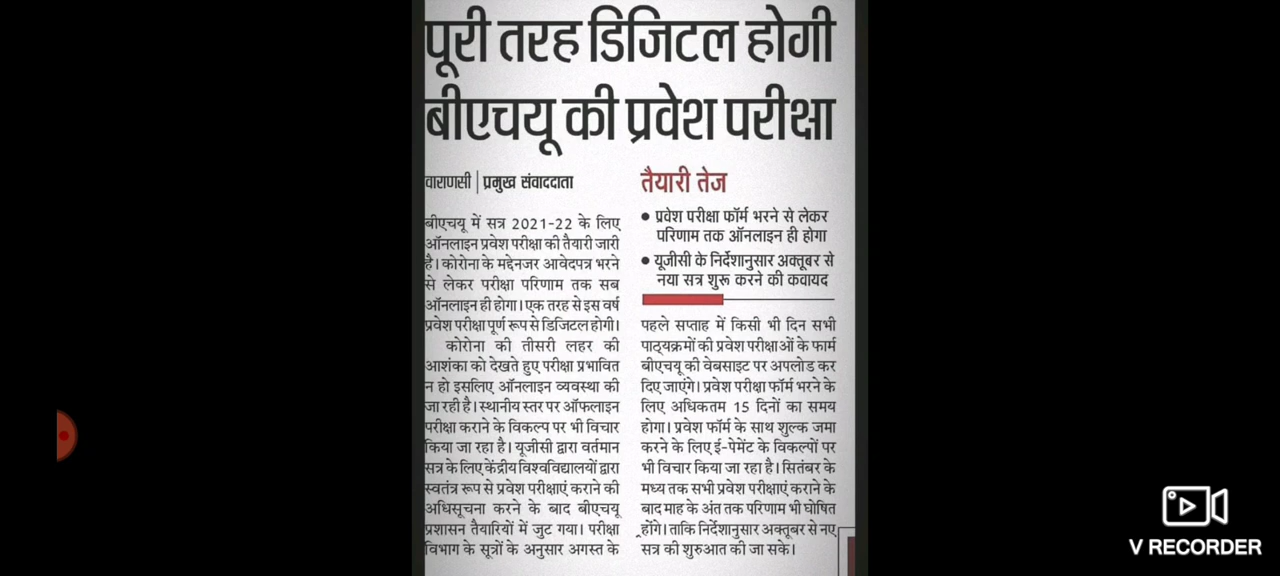 पूरी तरह डिजिटल होगी
बीएचयू की प्रवेश परीक्षा
वाराणसी | प्रमुख संवाददाता
बीएचयू में सत्र 2021-22 के लिए
ऑनलाइन प्रवेश परीक्षा की तैयारी जारी
है। कोरोना के मद्देनजर आवेदपत्र भरने
से लेकर परीक्षा परिणाम तक सब
ऑनलाइन ही होगा। एक तरह से इस वर्ष
प्रवेश परीक्षा पूर्ण रूप से डिजिटल होगी।
कोरोना की तीसरी लहर की
आशंका को देखते हुए परीक्षा प्रभावित
न हो इसलिए ऑनलाइन व्यवस्था की
जा रही है। स्थानीय स्तर पर ऑफलाइन
परीक्षा कराने के विकल्प पर भी विचार
किया जा रहा है। यूजीसी द्वारा वर्तमान
सत्र के लिए केंद्रीय विश्वविद्यालयों द्वारा
स्वतंत्र रूप से प्रवेश परीक्षाएं कराने की
अधिसूचना करने के बाद बीएचयू
प्रशासन तैयारियों में जुट गया। परीक्षा
विभाग के सूत्रों के अनुसार अगस्त के
तैयारी तेज
● प्रवेश परीक्षा फॉर्म भरने से लेकर
परिणाम तक ऑनलाइन ही होगा
● यूजीसी के निर्देशानुसार अक्तूबर से
नया सत्र शुरू करने की कवायद
पहले सप्ताह में किसी भी दिन सभी
पाठ्यक्रमों की प्रवेश परीक्षाओं के फार्म
बीएचयू की वेबसाइट पर अपलोड कर
दिए जाएंगे। प्रवेश परीक्षा फॉर्म भरने के
लिए अधिकतम 15 दिनों का समय
होगा। प्रवेश फॉर्म के साथ शुल्क जमा
करने के लिए ई-पेमेंट के विकल्पों पर
भी विचार किया जा रहा है। सितंबर के
मध्य तक सभी प्रवेश परीक्षाएं कराने के
बाद माह के अंत तक परिणाम भी घोषित
होंगे। ताकि निर्देशानुसार अक्तूबर से नए
सत्र की शुरुआत की जा सके।
V RECORDER